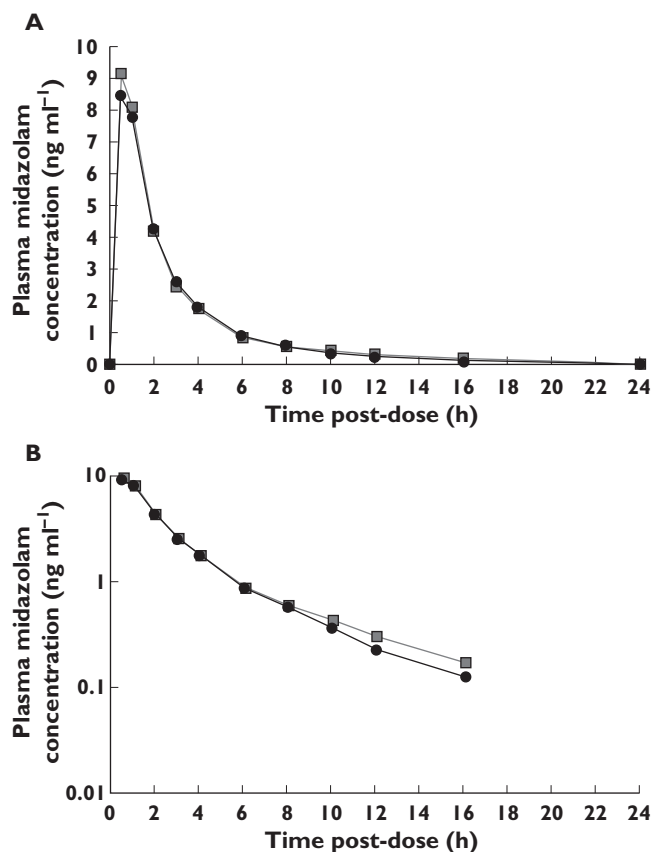 A
10
9
8
7
6
5
4
3
2
1
0
Plasma midazolam
concentration (ng ml⁻¹)
0 2 4 6 8 10 12 14 16 18 20 22 24
Time post-dose (h)
B
10
1
0.1
0.01
Plasma midazolam
concentration (ng ml⁻¹)
0 2 4 6 8 10 12 14 16 18 20 22 24
Time post-dose (h)